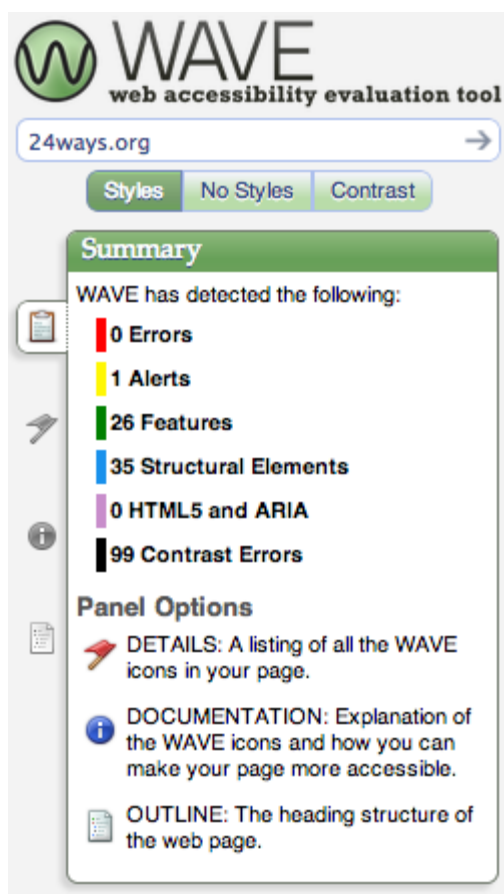 WAVE
web accessibility evaluation tool
24ways.org
Styles No Styles Contrast
Summary
WAVE has detected the following:
0 Errors
1 Alerts
26 Features
35 Structural Elements
0 HTML5 and ARIA
99 Contrast Errors
Panel Options
DETAILS: A listing of all the WAVE
icons in your page.
DOCUMENTATION: Explanation of
the WAVE icons and how you can
make your page more accessible.
OUTLINE: The heading structure of
the web page.